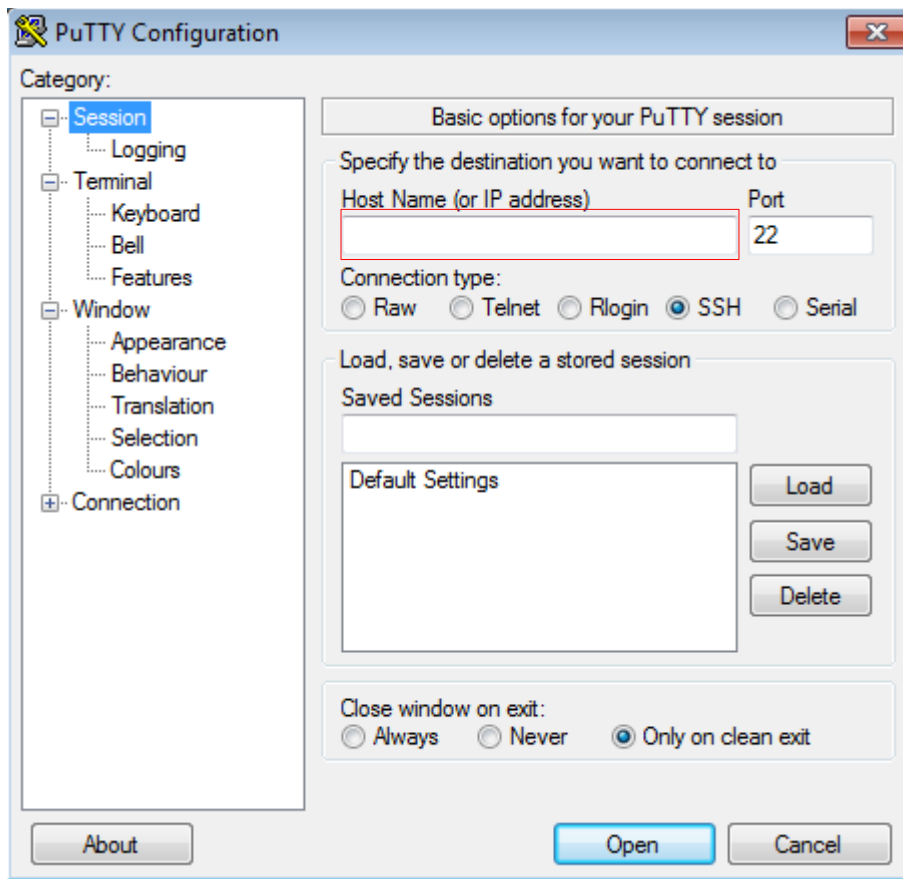 PuTTY Configuration
Category:
Session
Logging
Terminal
Keyboard
Bell
Features
Window
Appearance
Behaviour
Translation
Selection
Colours
Connection
Basic options for your PuTTY session
Specify the destination you want to connect to
Host Name (or IP address) Port
22
Connection type:
Raw Telnet Rlogin SSH Serial
Load, save or delete a stored session
Saved Sessions
Default Settings
Load
Save
Delete
Close window on exit:
Always Never Only on clean exit
About Open Cancel